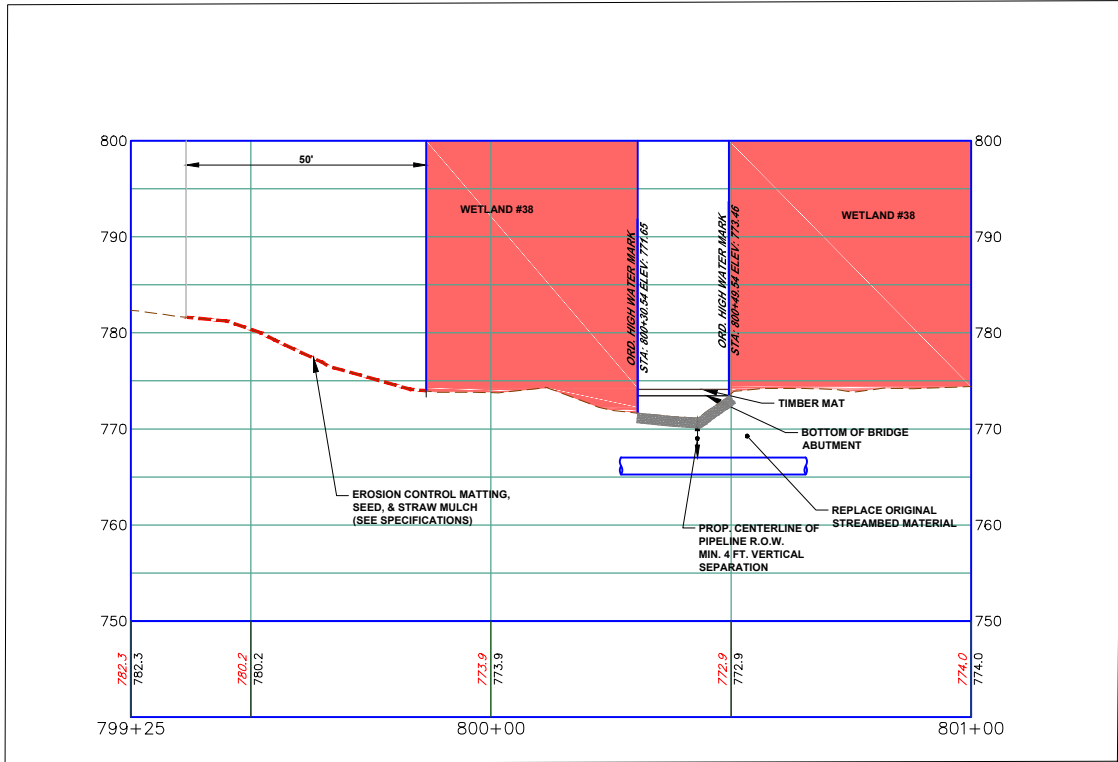 800
800
50'
WETLAND #38
WETLAND #38
790
790
ORD. HIGH WATER MARK
STA: 800+30.54 ELEV: 771.65
ORD. HIGH WATER MARK
STA: 800+49.54 ELEV: 773.46
780
780
TIMBER MAT
770
770
BOTTOM OF BRIDGE
ABUTMENT
EROSION CONTROL MATTING,
SEED, & STRAW MULCH
(SEE SPECIFICATIONS)
REPLACE ORIGINAL
STREAMBED MATERIAL
760
760
PROP. CENTERLINE OF
PIPELINE R.O.W.
MIN. 4 FT. VERTICAL
SEPARATION
750
750
782.3
782.3
780.2
780.2
773.9
773.9
772.9
772.9
774.0
774.0
799+25
800+00
801+00